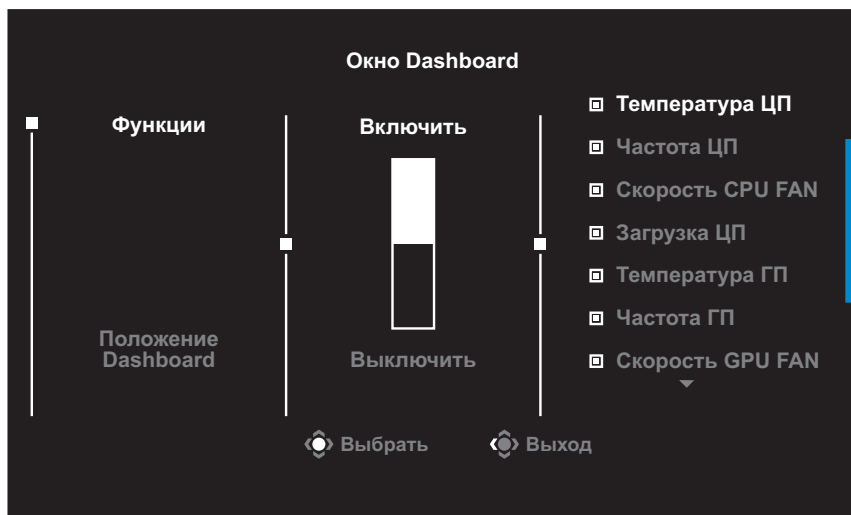 Окно Dashboard
Функции
Положение
Dashboard
Включить
Выключить
Температура ЦП
Частота ЦП
Скорость CPU FAN
Загрузка ЦП
Температура ГП
Частота ГП
Скорость GPU FAN
Выбрать
Выход